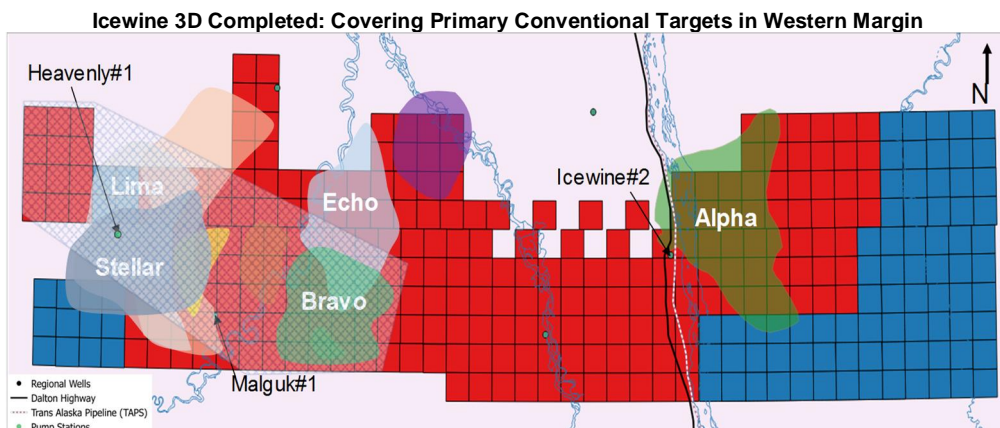 Icewine 3D Completed: Covering Primary Conventional Targets in Western Margin
Heavenly#1
N
Lima
Echo
Icewine#2
Alpha
Stellar
Bravo
Malguk#1
Regional Wells
Dalton Highway
Trans Alaska Pipeline (TAPS)
Pump Stations